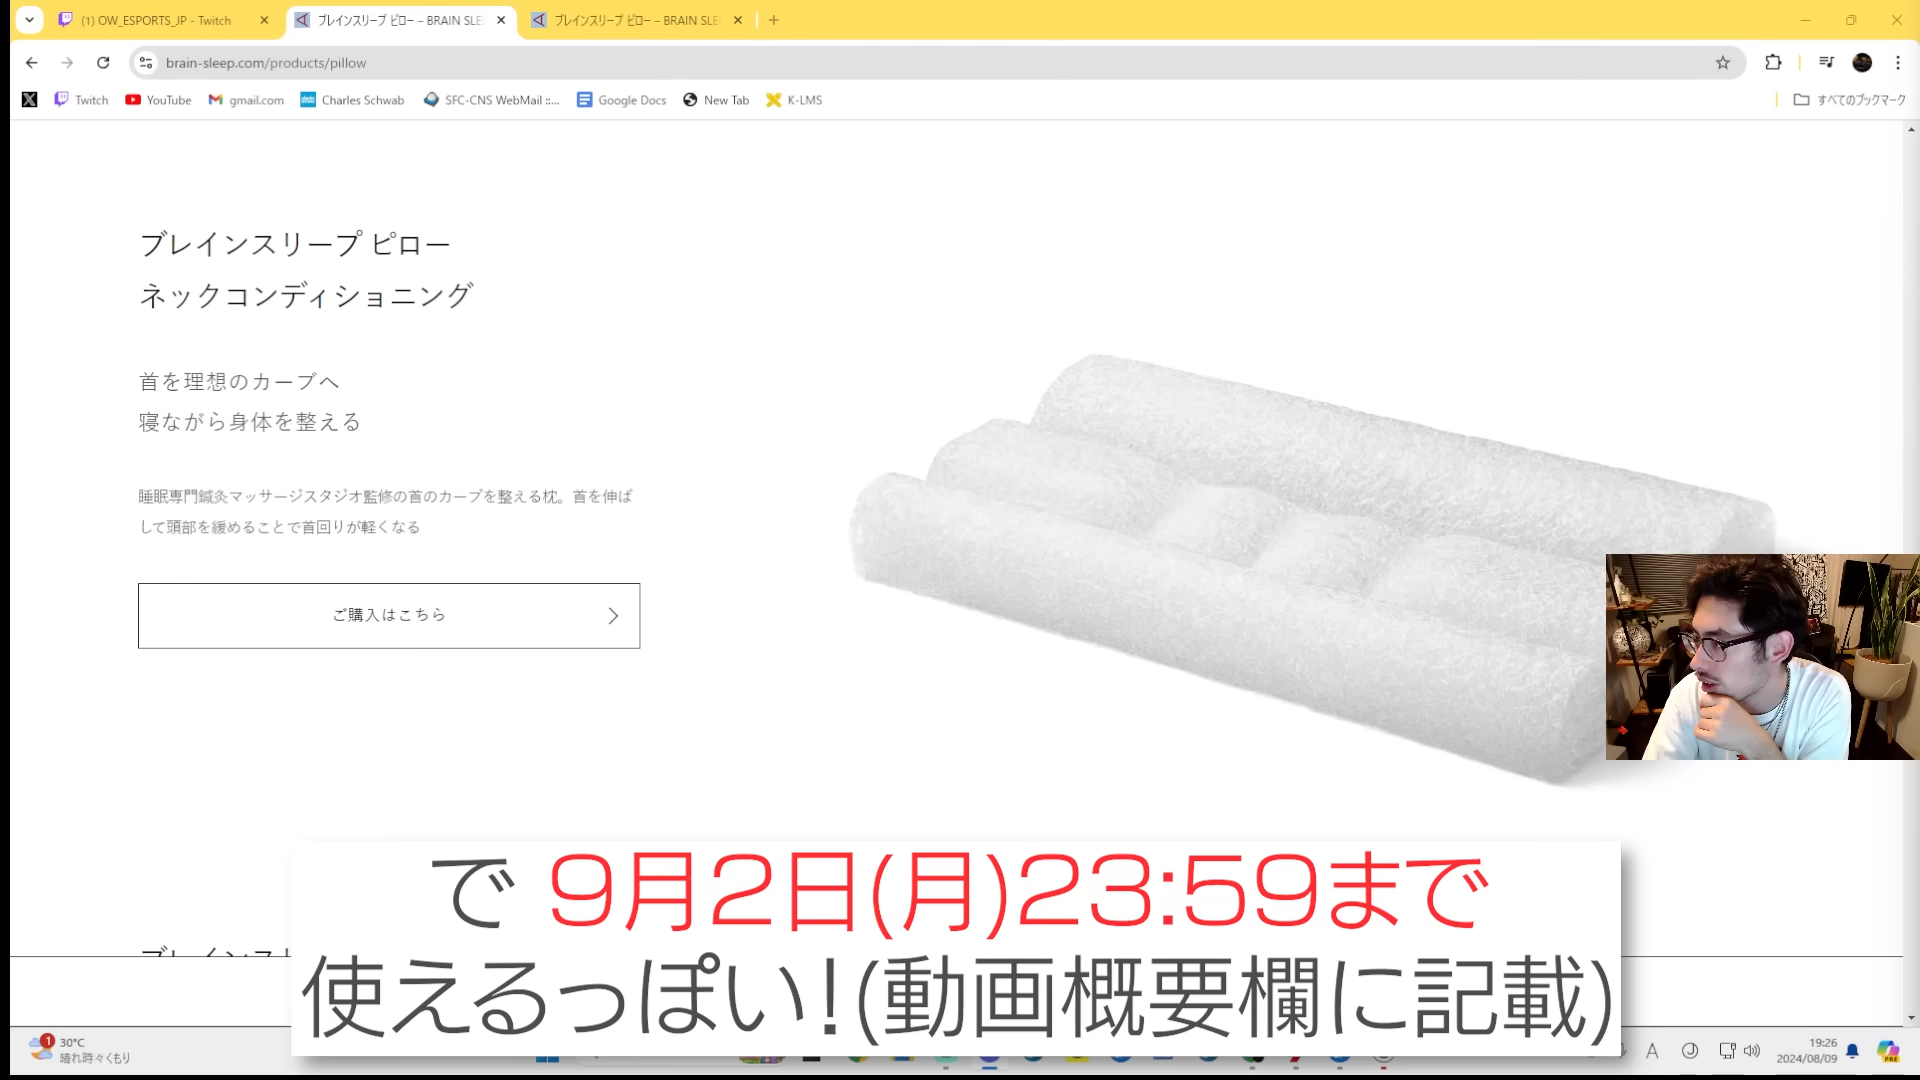 (1) OW_ESPORTS_JP - Twitch
ブレインスリープ ピロー – BRAIN SLE
ブレインスリープ ピロー – BRAIN SLE
brain-sleep.com/products/pillow
Twitch
YouTube
gmail.com
Charles Schwab
SFC-CNS WebMail ::...
Google Docs
New Tab
K-LMS
すべてのブックマーク
ブレインスリープ ピロー
ネックコンディショニング
首を理想のカーブへ
寝ながら身体を整える
睡眠専門鍼灸マッサージスタジオ監修の首のカーブを整える枕。首を伸ば
して頭部を緩めることで首回りが軽くなる
ご購入はこちら
で 9月2日(月)23:59まで
使えるっぽい!(動画概要欄に記載)
1
30°C
晴れ時々くもり
A
19:26
2024/08/09